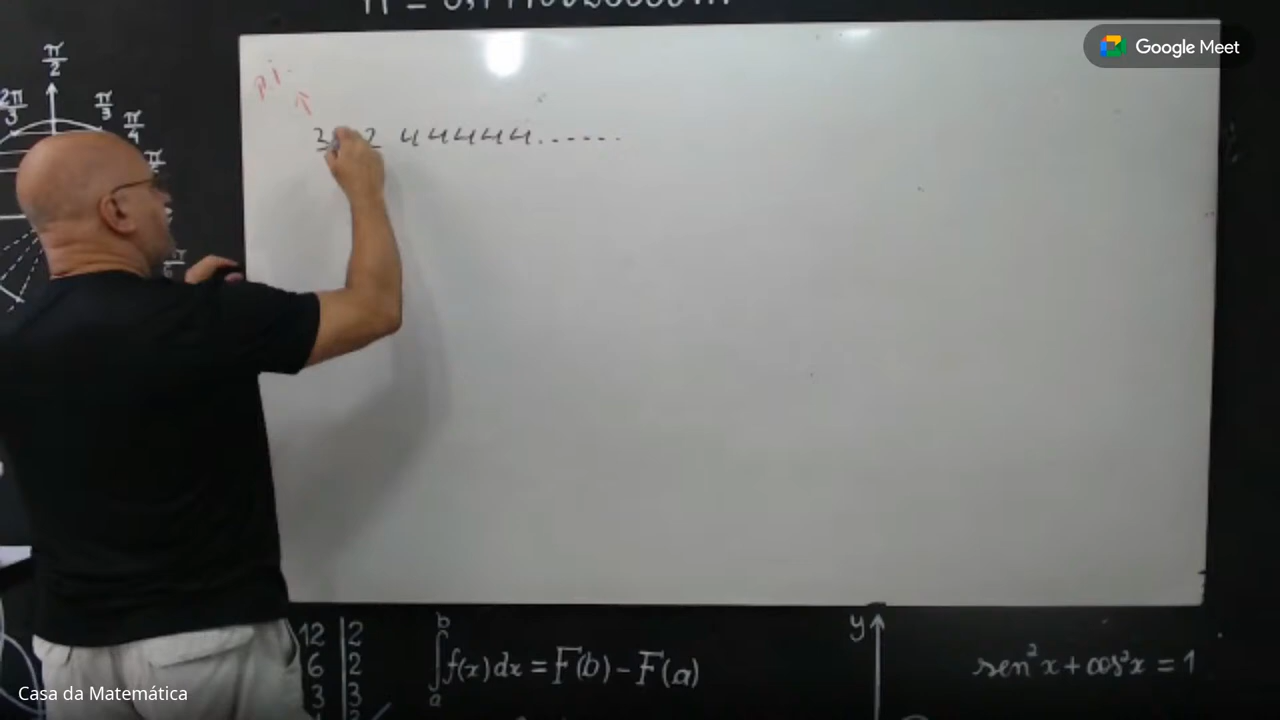 Google Meet
π/2
2π/3
π/3
π/4
p.i.
3 2 44444.......
12 | 2
6 | 2
3 | 3
∫ₐᵇ f(x)dx = F(b) - F(a)
y
sen²x + cos²x = 1
Casa da Matemática